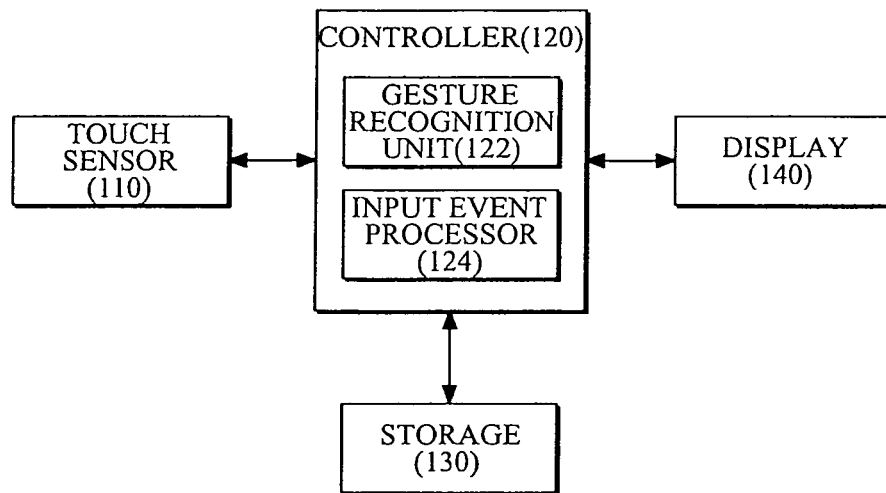 CONTROLLER(120)
GESTURE
RECOGNITION
UNIT(122)
TOUCH
SENSOR
(110)
INPUT EVENT
PROCESSOR
(124)
DISPLAY
(140)
STORAGE
(130)